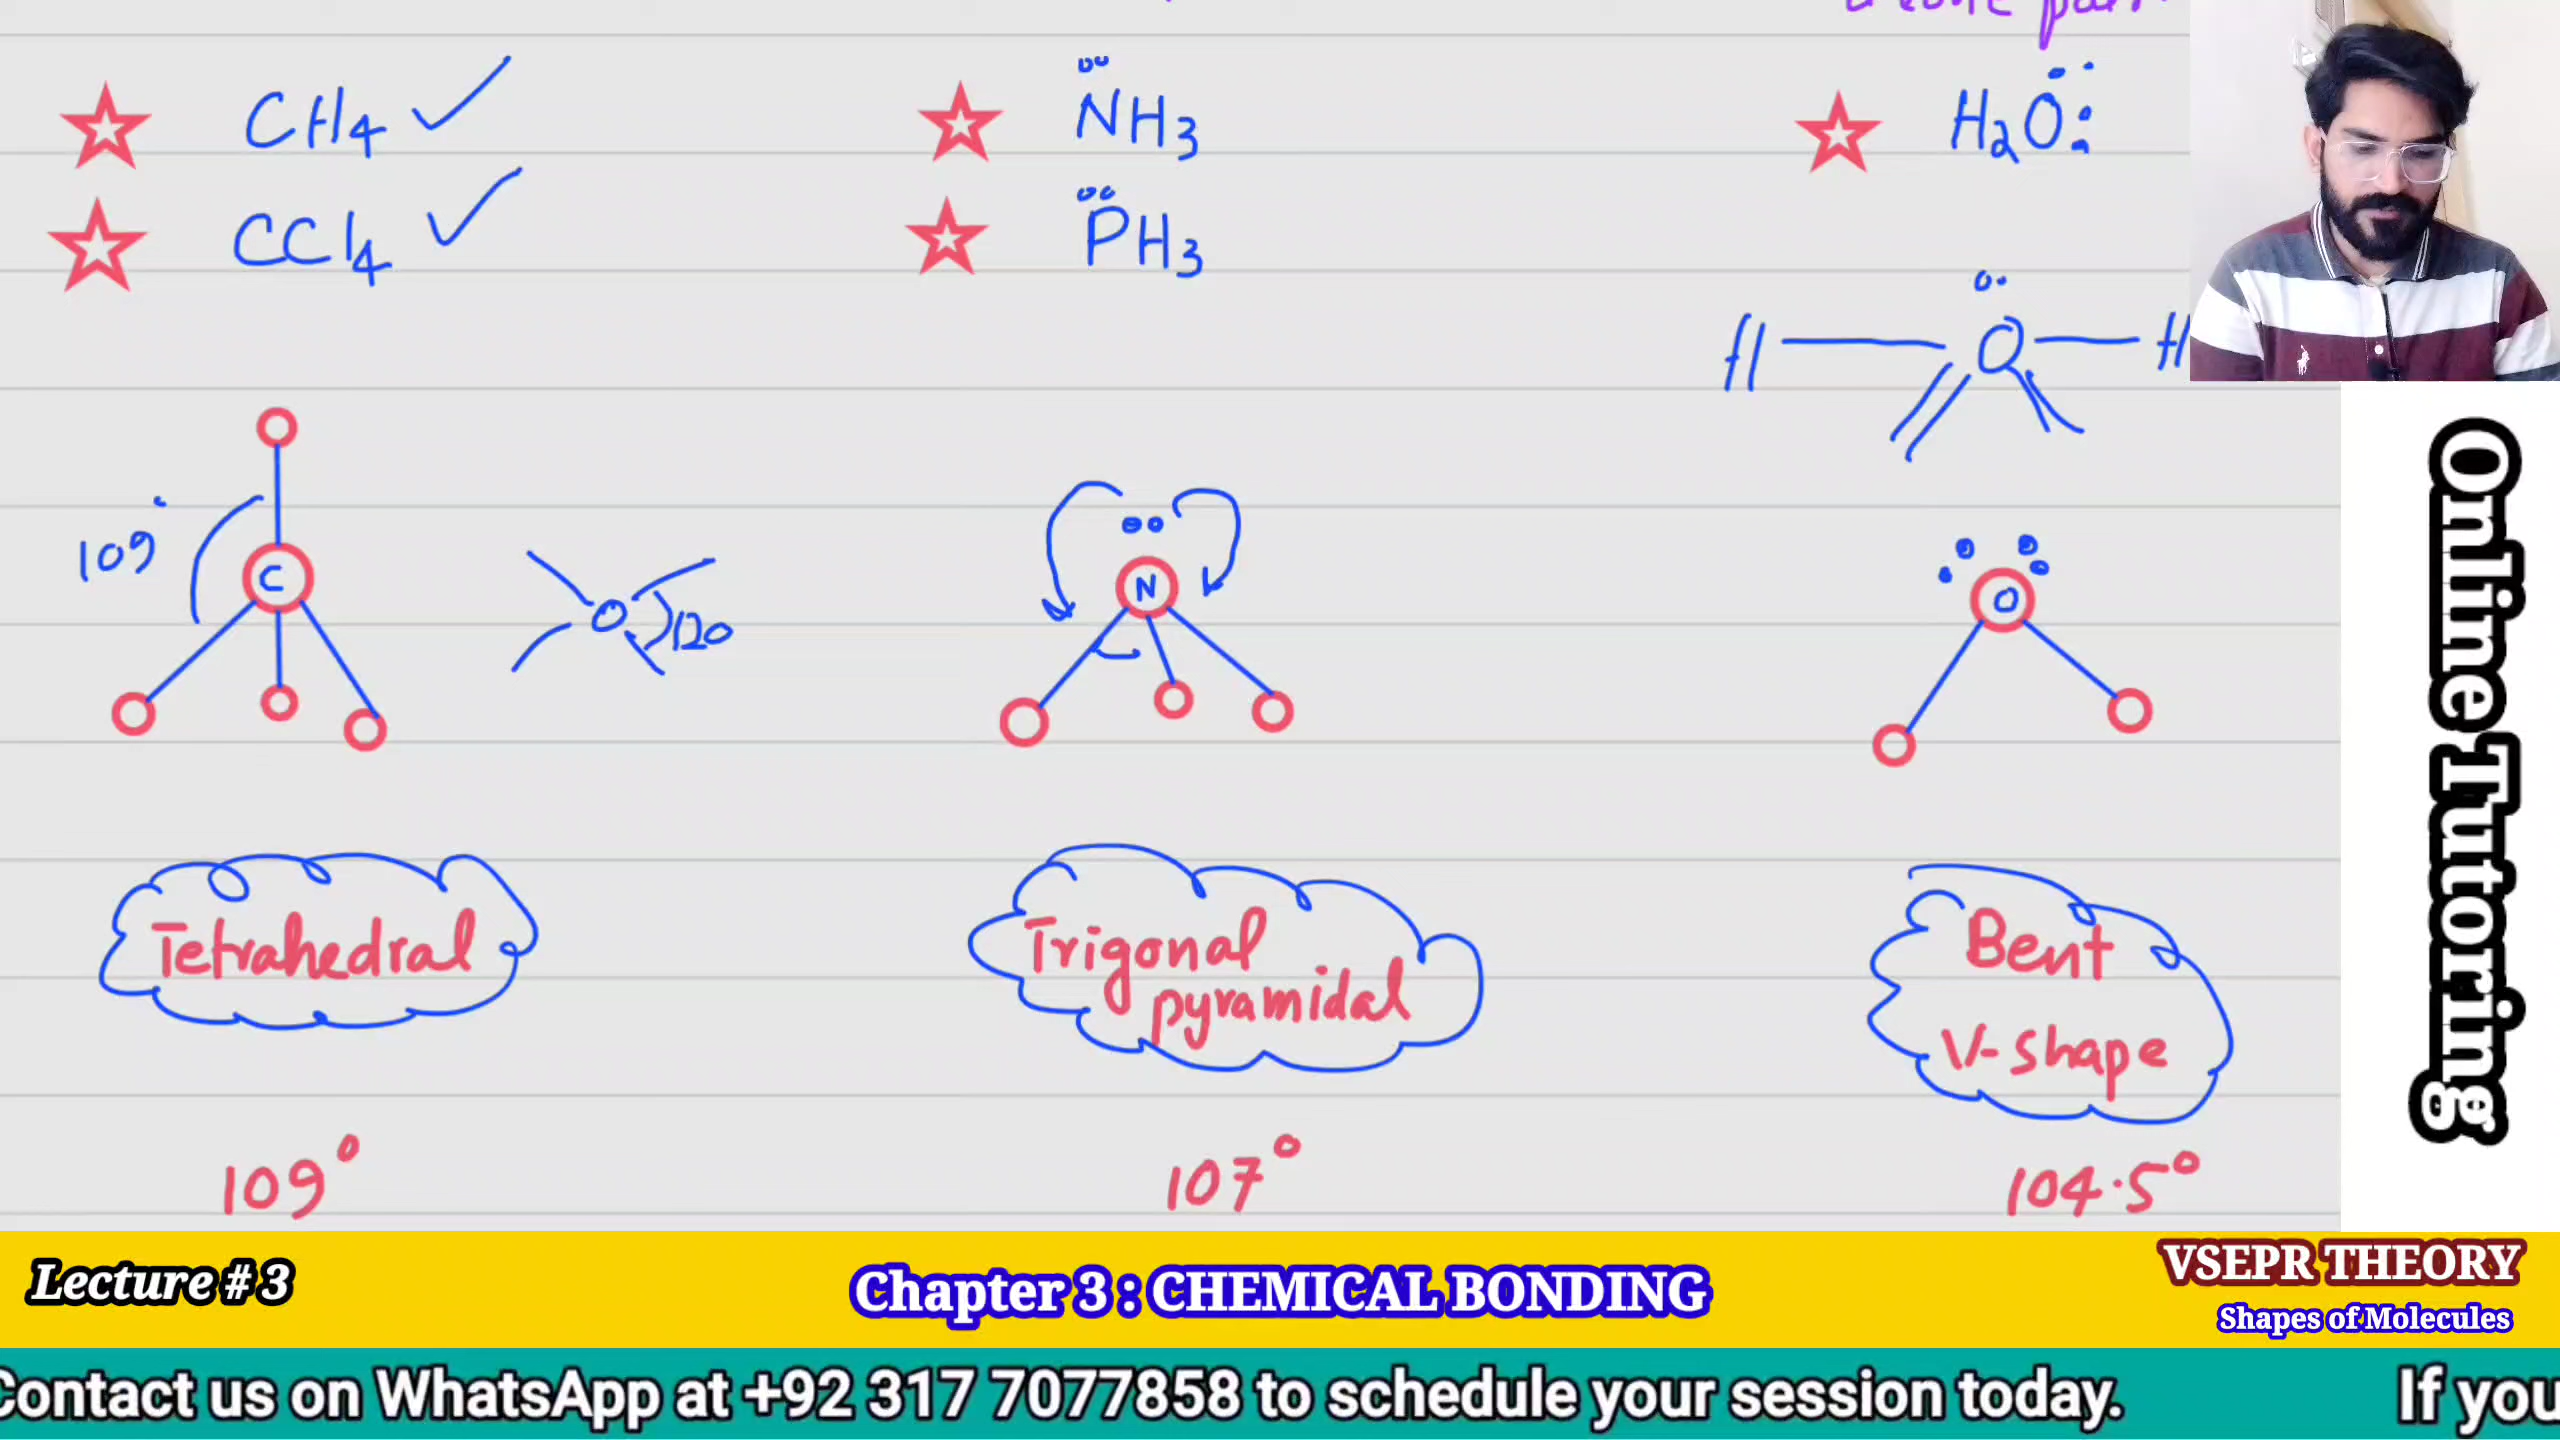 CH4
CCl4
NH3
PH3
H2O
H O H
109°
C
120
N
O
Tetrahedral
Trigonal
pyramidal
Bent
V-shape
109°
107°
104.5°
Online Tutoring
Lecture # 3
Chapter 3 : CHEMICAL BONDING
VSEPR THEORY
Shapes of Molecules
Contact us on WhatsApp at +92 317 7077858 to schedule your session today.
If you